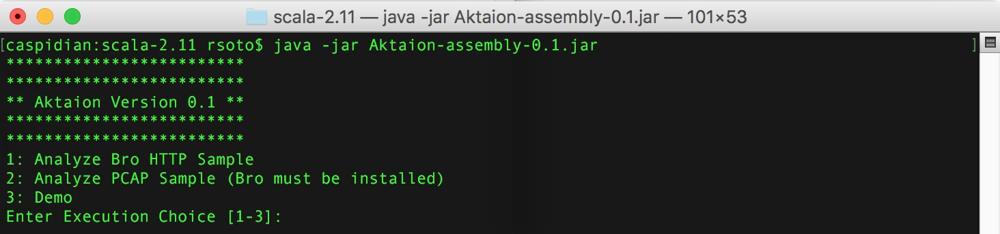 scala-2.11 — java -jar Aktaion-assembly-0.1.jar — 101×53
[caspidian:scala-2.11 rsoto$ java -jar Aktaion-assembly-0.1.jar ]
*************************
*************************
** Aktaion Version 0.1 **
*************************
*************************
1: Analyze Bro HTTP Sample
2: Analyze PCAP Sample (Bro must be installed)
3: Demo
Enter Execution Choice [1-3]: